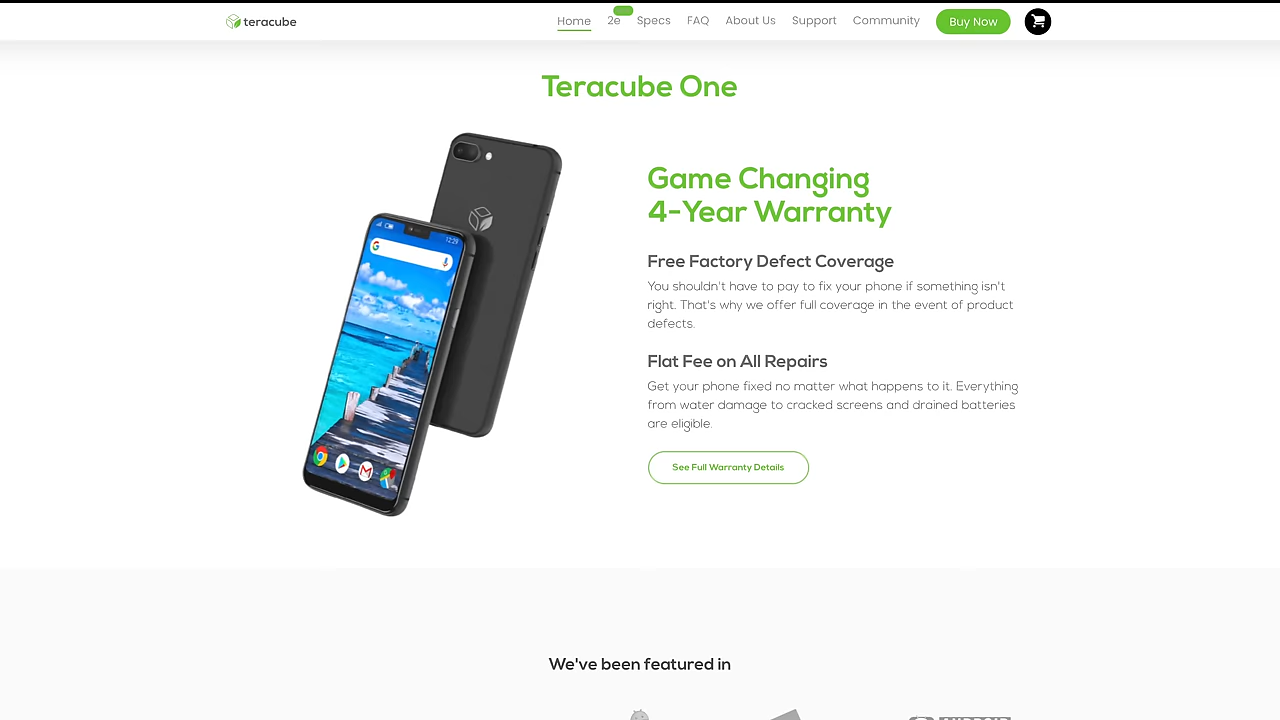 teracube
Home 2e Specs FAQ About Us Support Community Buy Now
Teracube One
12:29
Game Changing
4-Year Warranty
Free Factory Defect Coverage
You shouldn't have to pay to fix your phone if something isn't
right. That's why we offer full coverage in the event of product
defects.
Flat Fee on All Repairs
Get your phone fixed no matter what happens to it. Everything
from water damage to cracked screens and drained batteries
are eligible.
See Full Warranty Details
We've been featured in